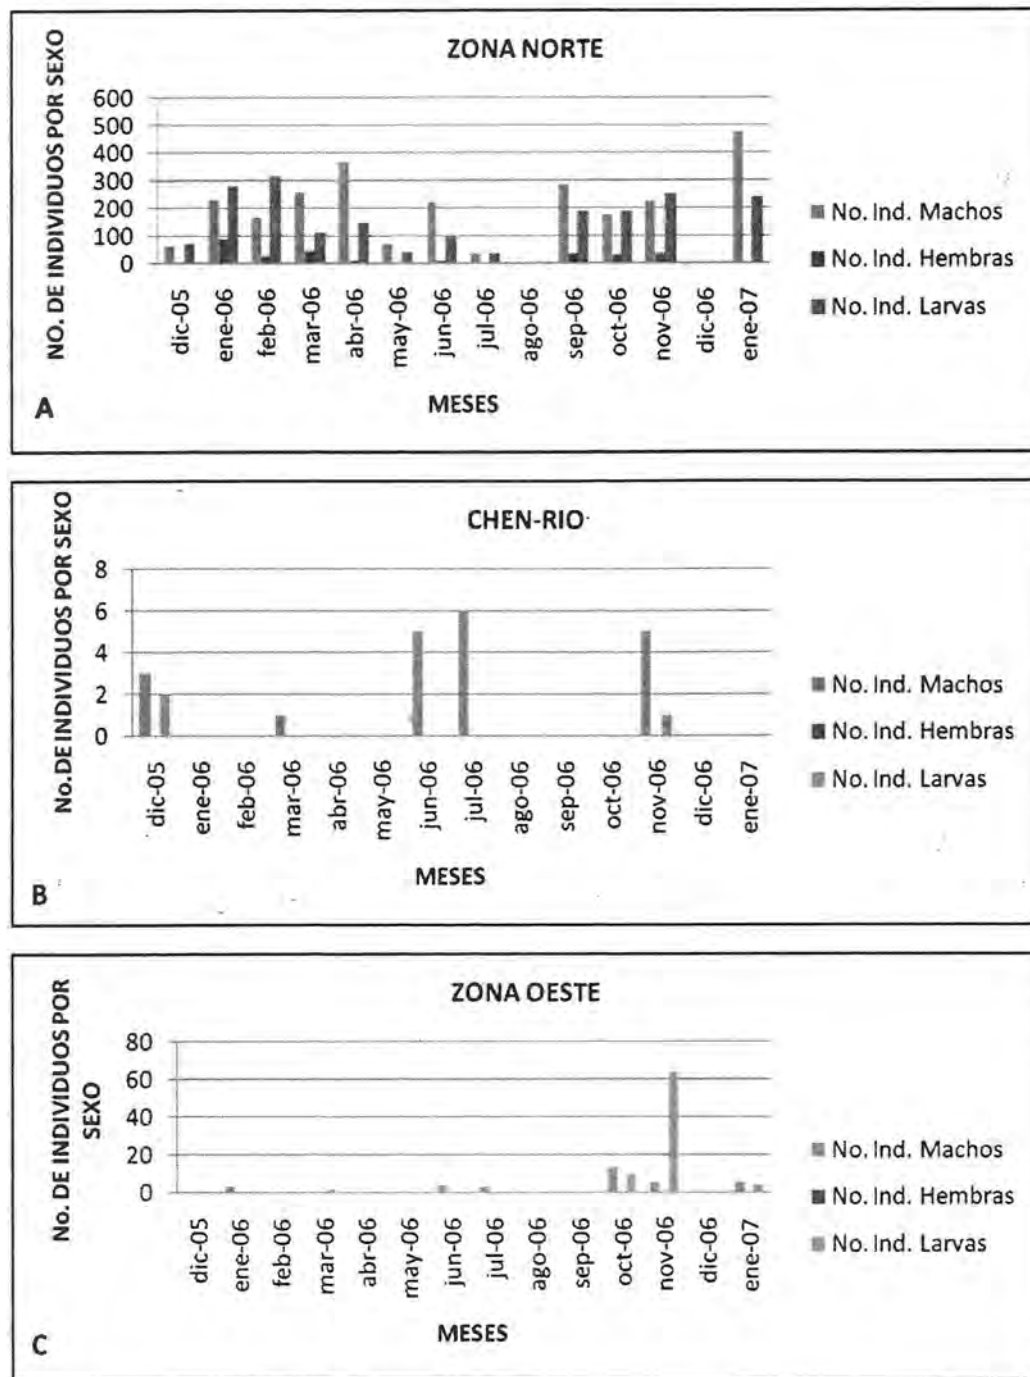 ZONA NORTE
NO. DE INDIVIDUOS POR SEXO
600
500
400
300
200
100
0
dic-05
ene-06
feb-06
mar-06
abr-06
may-06
jun-06
jul-06
ago-06
sep-06
oct-06
nov-06
dic-06
ene-07
No. Ind. Machos
No. Ind. Hembras
No. Ind. Larvas
MESES
A
CHEN-RIO
No. DE INDIVIDUOS POR SEXO
8
6
4
2
0
dic-05
ene-06
feb-06
mar-06
abr-06
may-06
jun-06
jul-06
ago-06
sep-06
oct-06
nov-06
dic-06
ene-07
No. Ind. Machos
No. Ind. Hembras
No. Ind. Larvas
MESES
B
ZONA OESTE
No. DE INDIVIDUOS POR
SEXO
80
60
40
20
0
dic-05
ene-06
feb-06
mar-06
abr-06
may-06
jun-06
jul-06
ago-06
sep-06
oct-06
nov-06
dic-06
ene-07
No. Ind. Machos
No. Ind. Hembras
No. Ind. Larvas
MESES
C